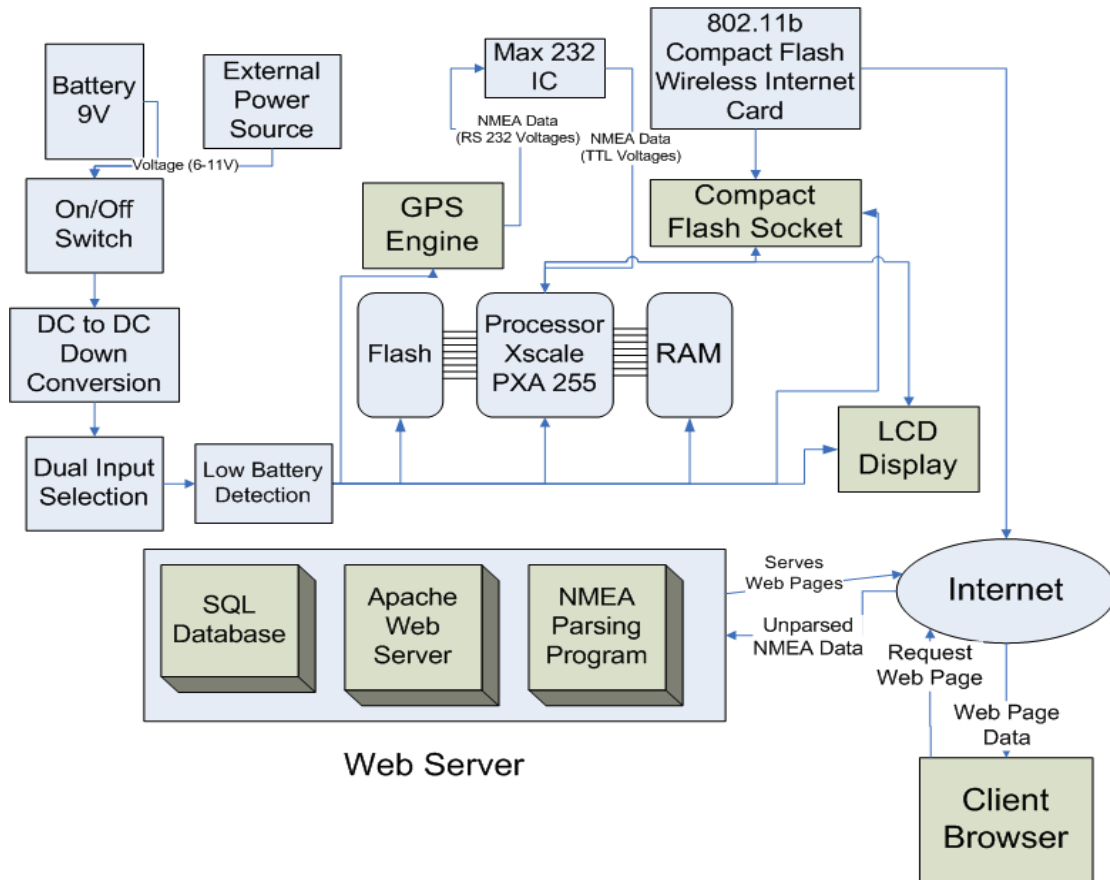 Battery
9V
External
Power
Source
Max 232
IC
802.11b
Compact Flash
Wireless Internet
Card
NMEA Data
(RS 232 Voltages)
NMEA Data
(TTL Voltages)
Voltage (6-11V)
On/Off
Switch
GPS
Engine
Compact
Flash Socket
DC to DC
Down
Conversion
Flash
Processor
Xscale
PXA 255
RAM
LCD
Display
Dual Input
Selection
Low Battery
Detection
SQL
Database
Apache
Web
Server
NMEA
Parsing
Program
Serves
Web Pages
Internet
Unparsed
NMEA Data
Request
Web Page
Web Page
Data
Web Server
Client
Browser